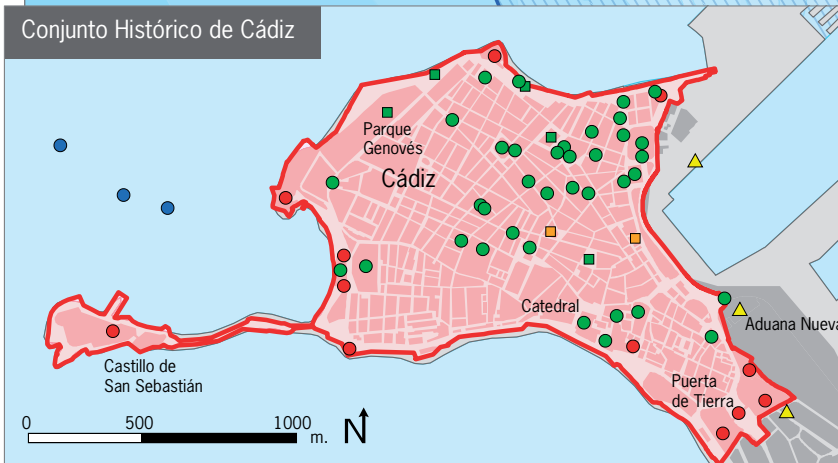 Conjunto Histórico de Cádiz
Parque
Genovés
Cádiz
Catedral
Aduana Nueva
Castillo de
San Sebastián
Puerta
de Tierra
0 500 1000 m. N